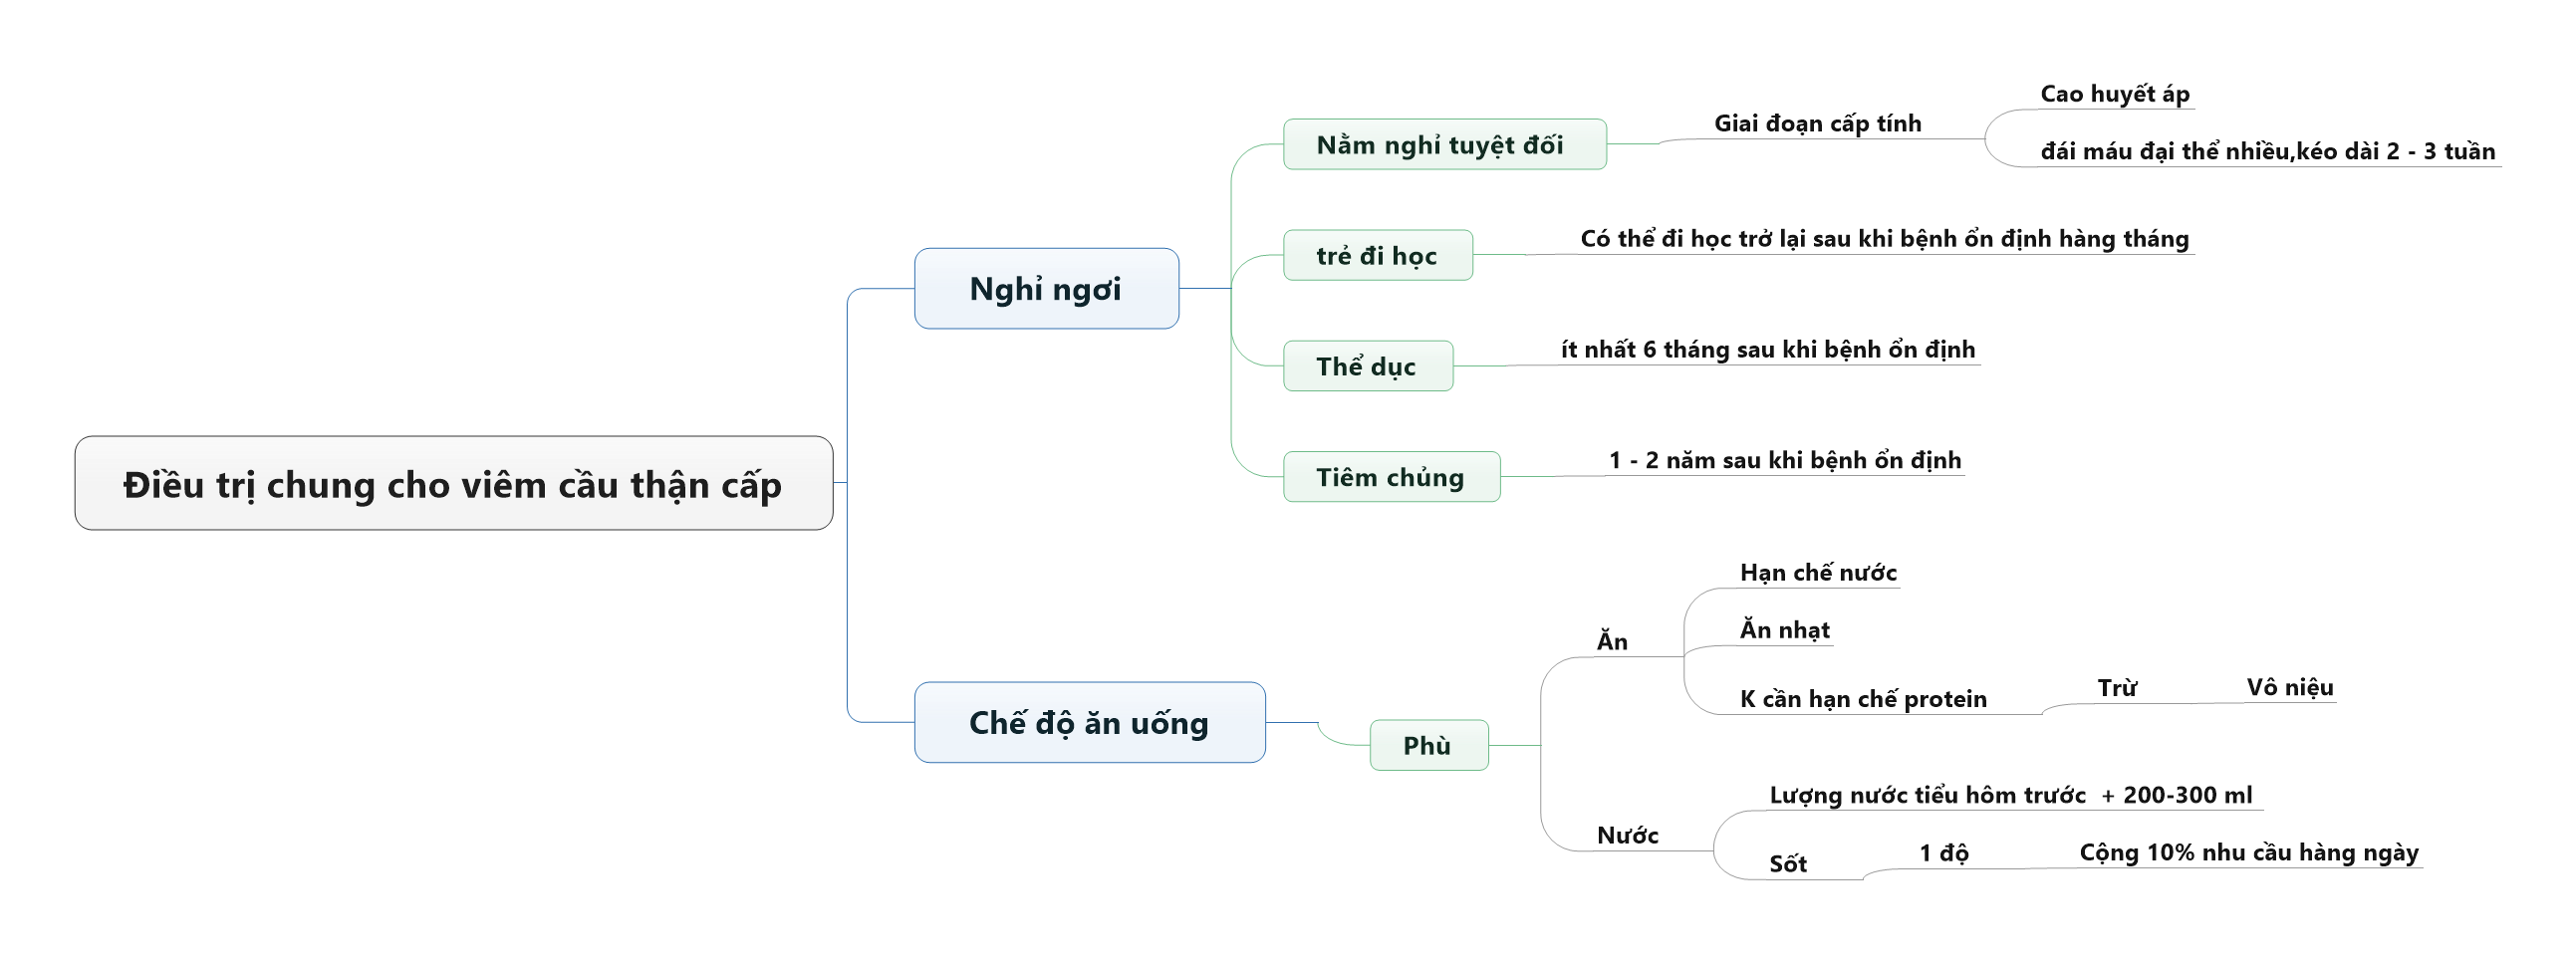 Điều trị chung cho viêm cầu thận cấp
Nghỉ ngơi
Nằm nghỉ tuyệt đối
Giai đoạn cấp tính
Cao huyết áp
đái máu đại thể nhiều,kéo dài 2 - 3 tuần
trẻ đi học
Có thể đi học trở lại sau khi bệnh ổn định hàng tháng
Thể dục
ít nhất 6 tháng sau khi bệnh ổn định
Tiêm chủng
1 - 2 năm sau khi bệnh ổn định
Chế độ ăn uống
Phù
Ăn
Hạn chế nước
Ăn nhạt
K cần hạn chế protein
Trừ
Vô niệu
Nước
Lượng nước tiểu hôm trước + 200-300 ml
Sốt
1 độ
Cộng 10% nhu cầu hàng ngày